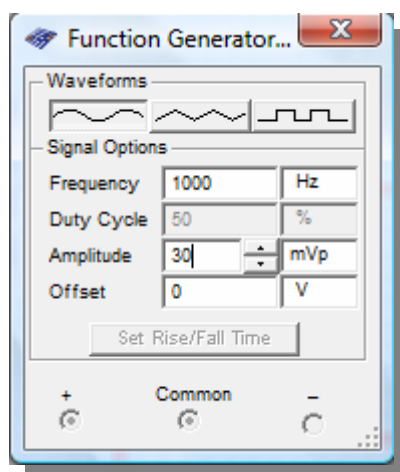 Function Generator...
Waveforms
Signal Options
Frequency 1000 Hz
Duty Cycle 50 %
Amplitude 30 mVp
Offset 0 V
Set Rise/Fall Time
+ Common –